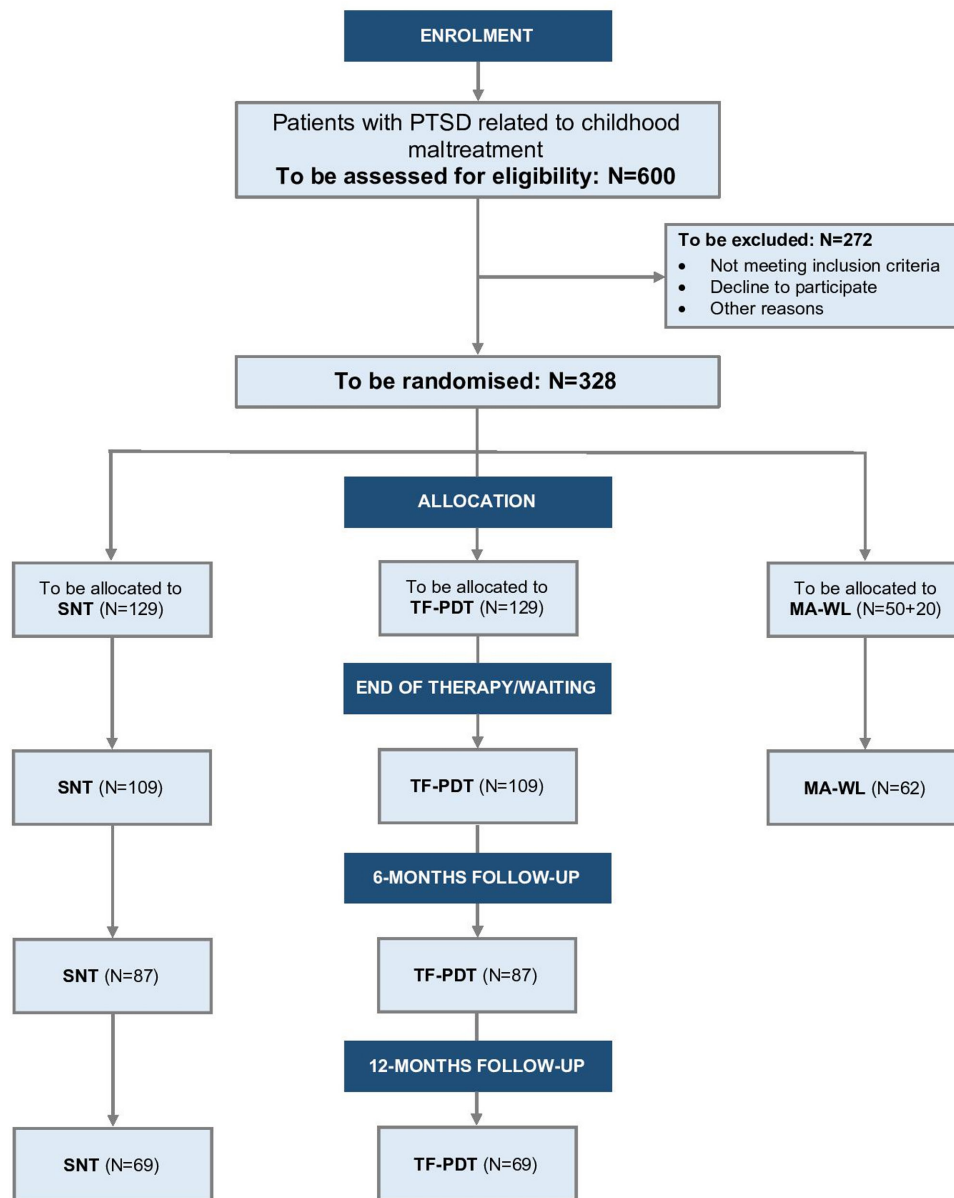 ENROLMENT
Patients with PTSD related to childhood
maltreatment
To be assessed for eligibility: N=600
To be excluded: N=272
• Not meeting inclusion criteria
• Decline to participate
• Other reasons
To be randomised: N=328
ALLOCATION
To be allocated to
SNT (N=129)
To be allocated to
TF-PDT (N=129)
To be allocated to
MA-WL (N=50+20)
END OF THERAPY/WAITING
SNT (N=109)
TF-PDT (N=109)
MA-WL (N=62)
6-MONTHS FOLLOW-UP
SNT (N=87)
TF-PDT (N=87)
12-MONTHS FOLLOW-UP
SNT (N=69)
TF-PDT (N=69)